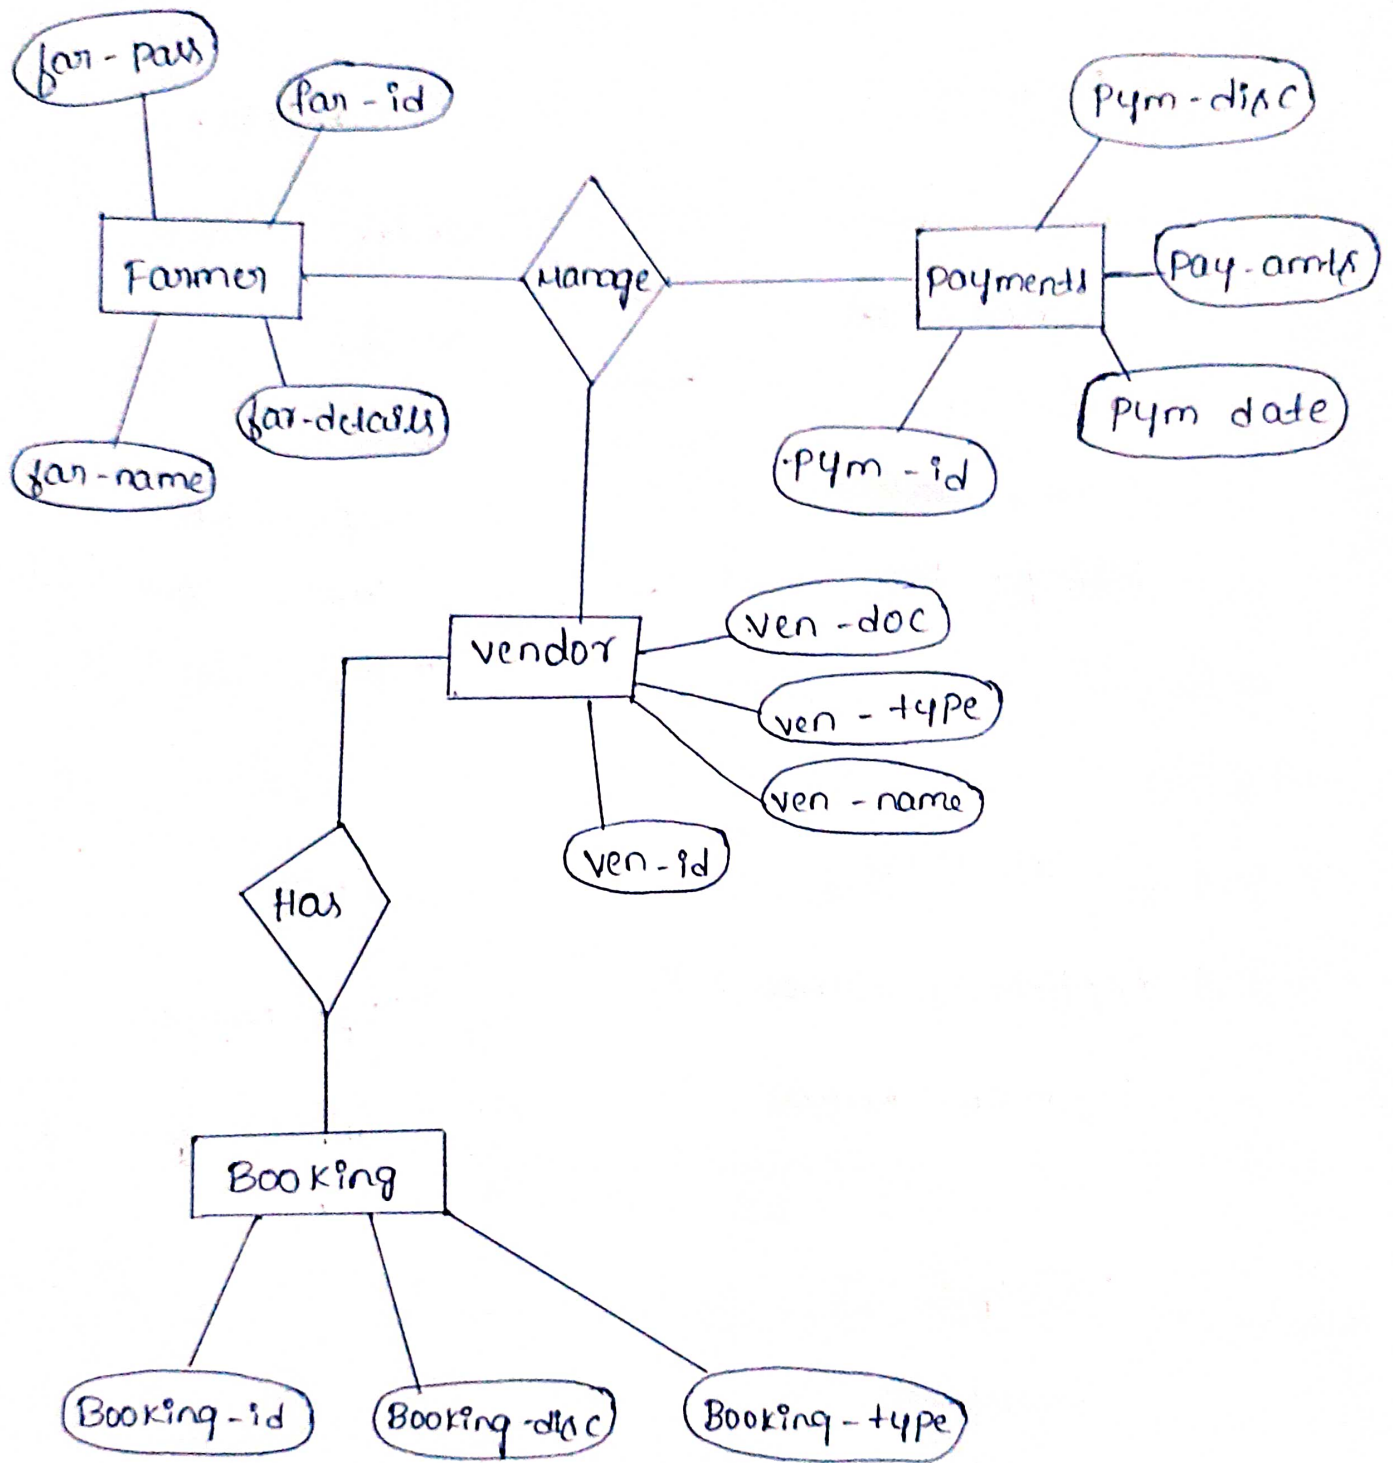 far-pass
far-id
pym-disc
Farmer
Manage
Payments
Pay-amts
far-details
far-name
Pym date
pym-id
vendor
ven-doc
ven-type
ven-name
ven-id
Has
Booking
Booking-id
Booking-disc
Booking-type